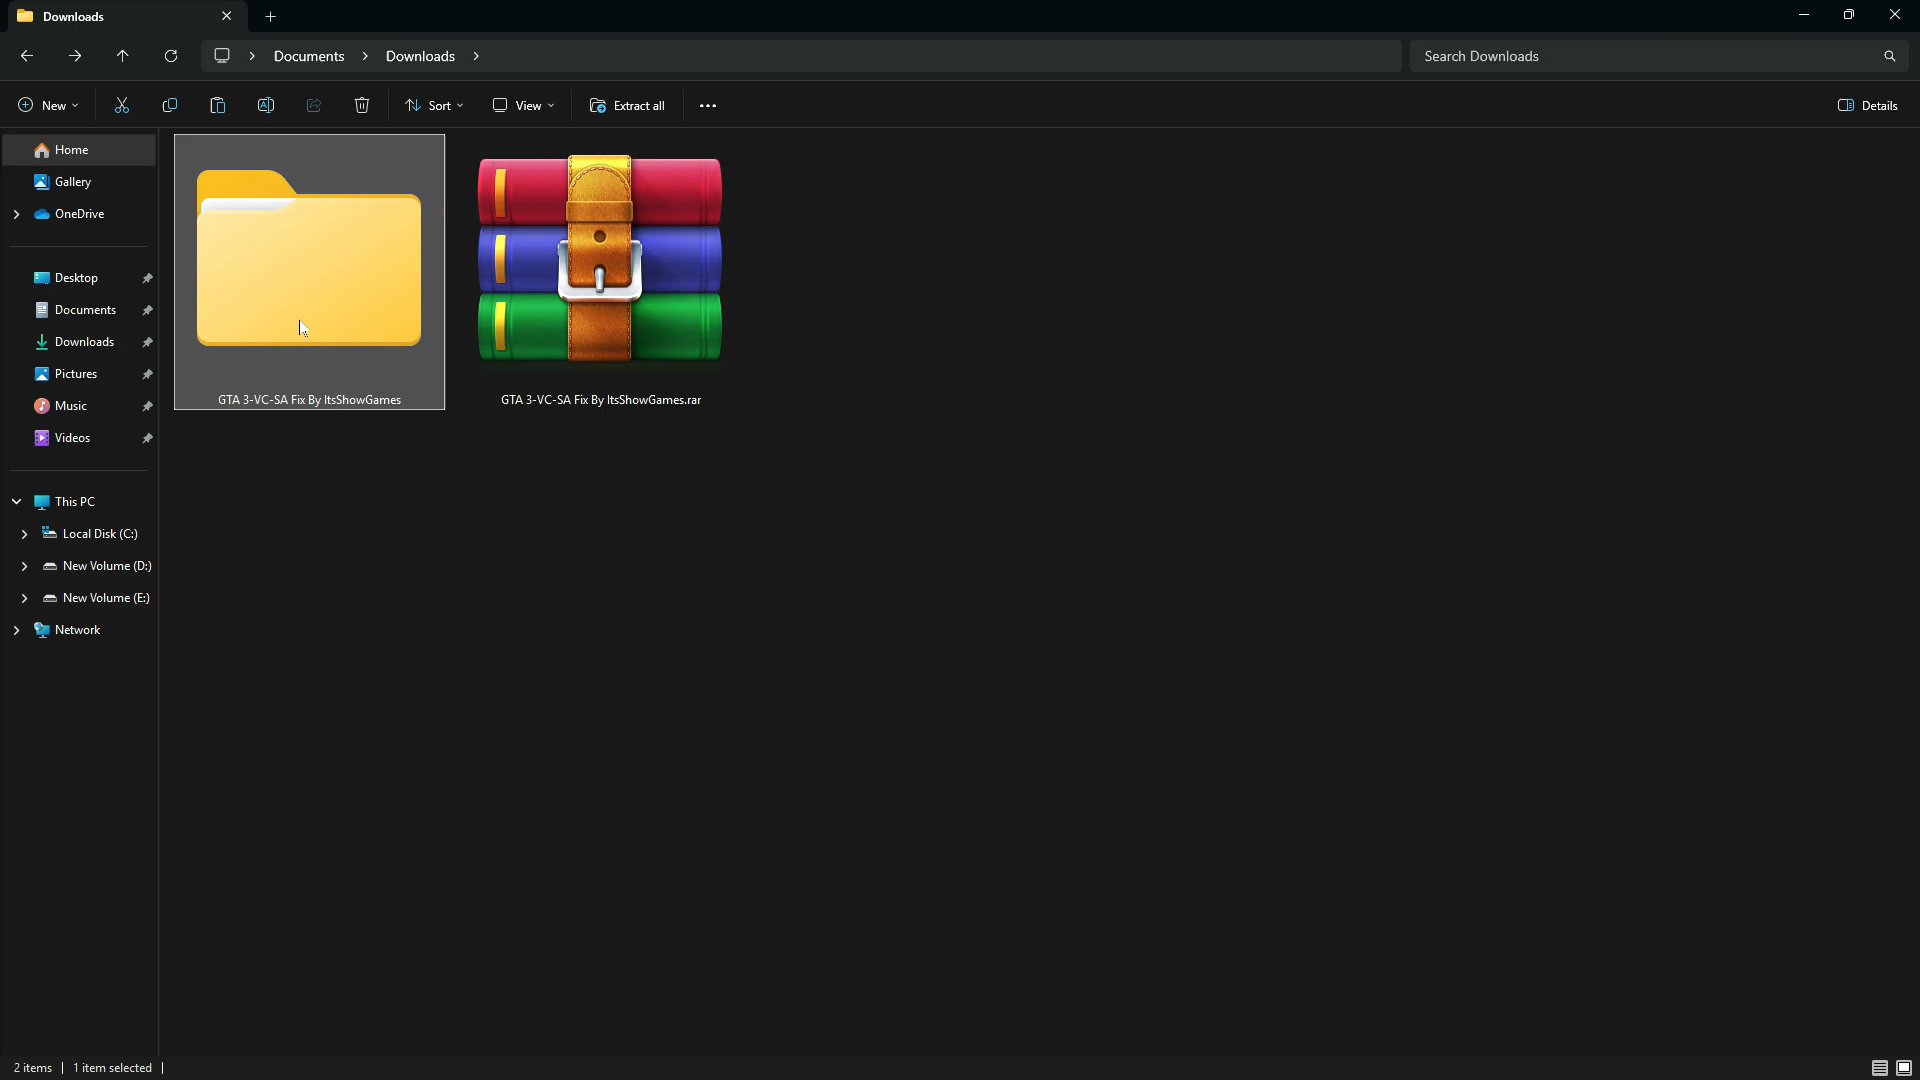 Downloads
Documents
Downloads
Search Downloads
New
Sort
View
Extract all
Details
Home
Gallery
OneDrive
Desktop
Documents
Downloads
Pictures
Music
Videos
This PC
Local Disk (C:)
New Volume (D:)
New Volume (E:)
Network
GTA 3-VC-SA Fix By ItsShowGames
GTA 3-VC-SA Fix By ItsShowGames.rar
2 items
1 item selected